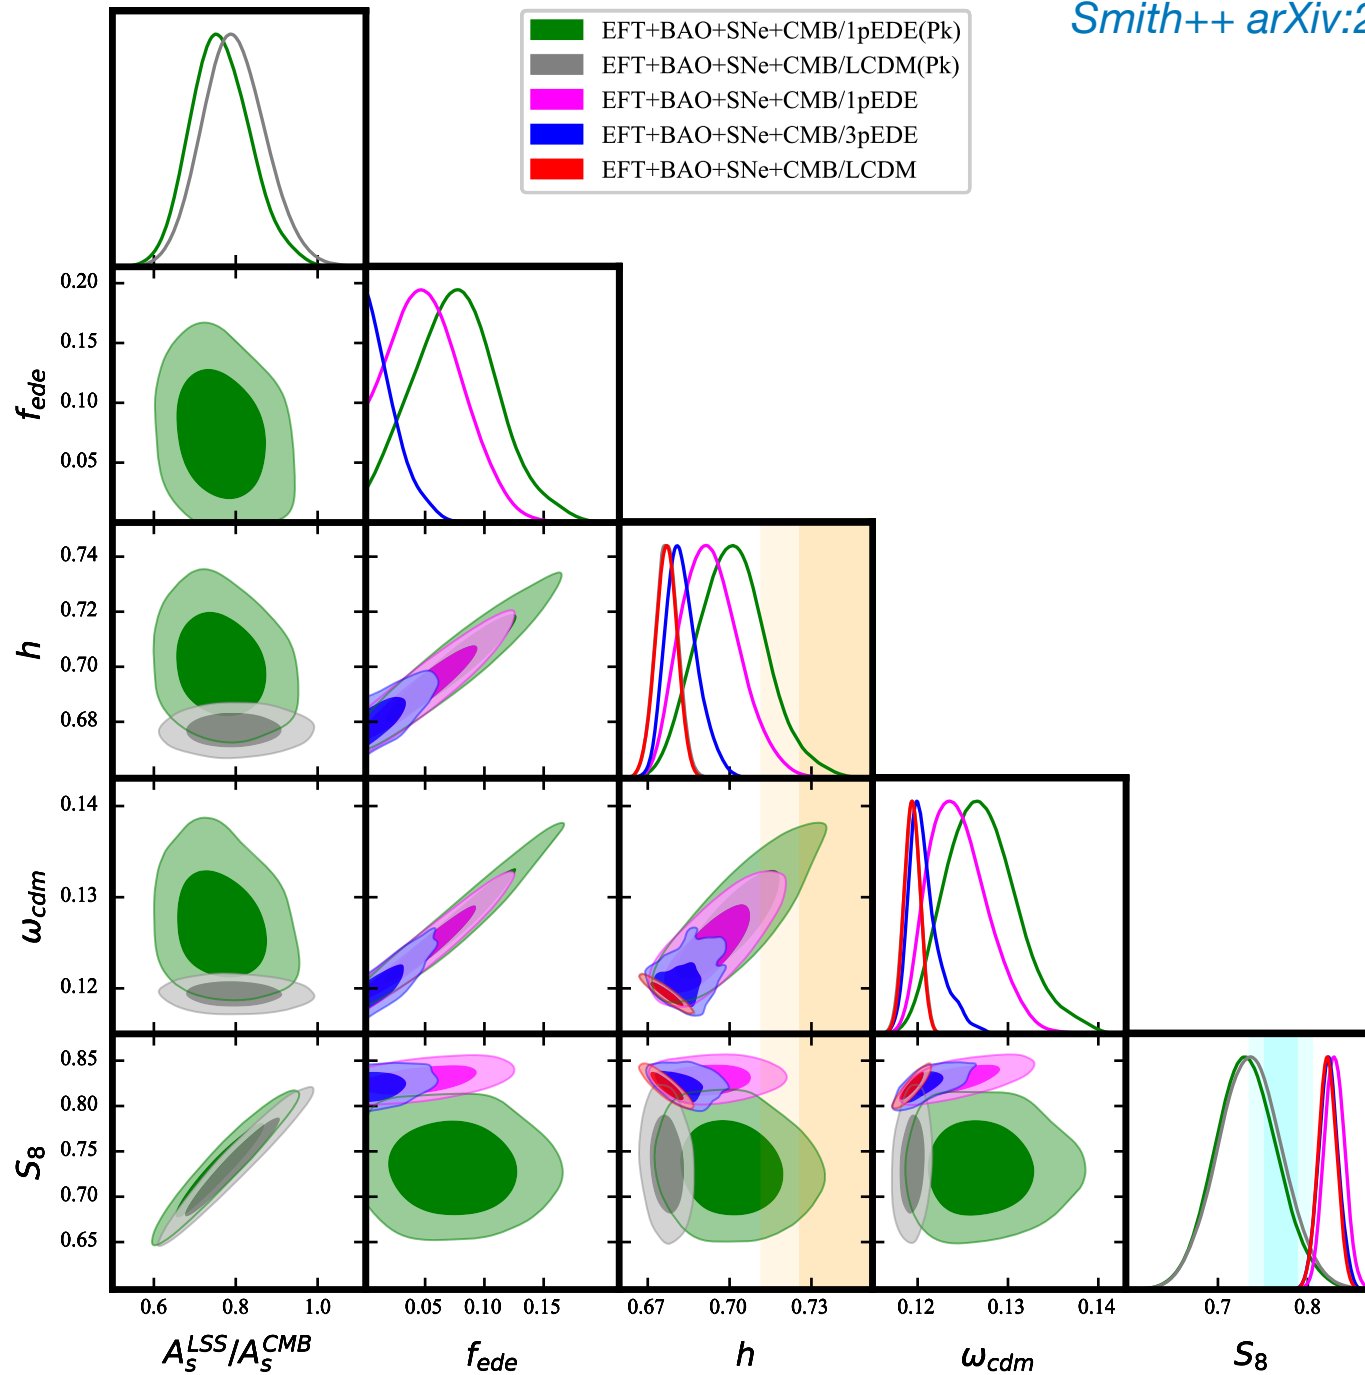 Smith++ arXiv:2
EFT+BAO+SNe+CMB/1pEDE(Pk)
EFT+BAO+SNe+CMB/LCDM(Pk)
EFT+BAO+SNe+CMB/1pEDE
EFT+BAO+SNe+CMB/3pEDE
EFT+BAO+SNe+CMB/LCDM
0.20
0.15
0.10
0.05
f_ede
0.74
0.72
0.70
0.68
h
0.14
0.13
0.12
ω_cdm
0.85
0.80
0.75
0.70
0.65
S_8
0.6 0.8 1.0 0.05 0.10 0.15 0.67 0.70 0.73 0.12 0.13 0.14 0.7 0.8
A_s^LSS/A_s^CMB f_ede h ω_cdm S_8